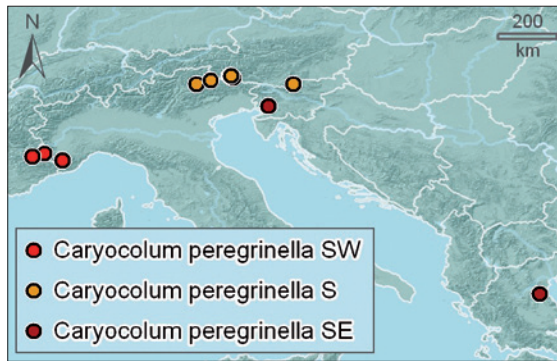 N
200
km
Caryocolum peregrinella SW
Caryocolum peregrinella S
Caryocolum peregrinella SE